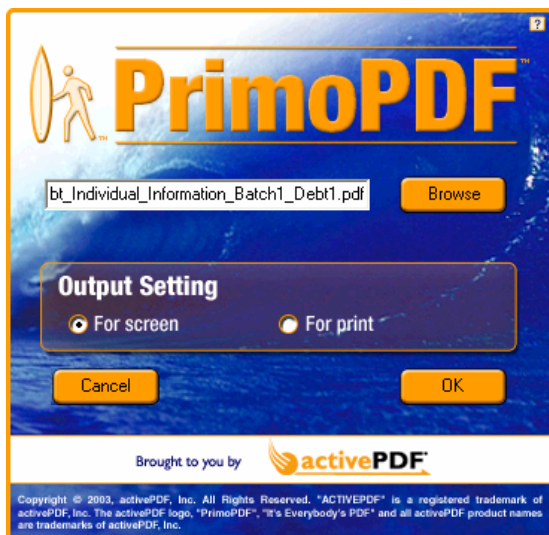 ?
PrimoPDF™
™
bt_Individual_Information_Batch1_Debt1.pdf
Browse
Output Setting
For screen
For print
Cancel
OK
Brought to you by activePDF
Copyright © 2003, activePDF, Inc. All Rights Reserved. "ACTIVEPDF" is a registered trademark of
activePDF, Inc. The activePDF logo, "PrimoPDF", "It's Everybody's PDF" and all activePDF product names
are trademarks of activePDF, Inc.